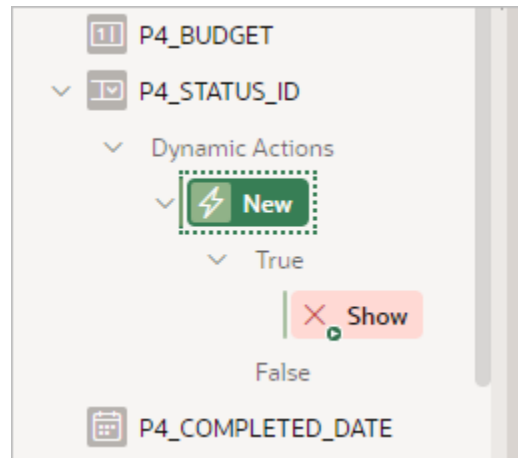 P4_BUDGET
P4_STATUS_ID
Dynamic Actions
New
True
Show
False
P4_COMPLETED_DATE